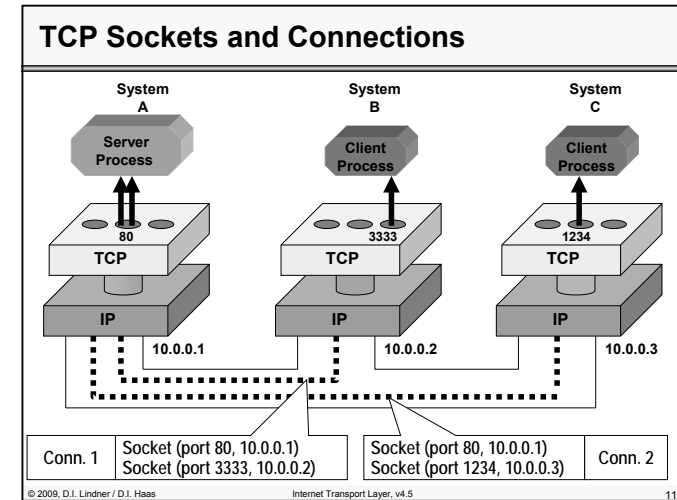 TCP Sockets and Connections
System
A
System
B
System
C
Server
Process
Client
Process
Client
Process
80
3333
1234
TCP
TCP
TCP
IP
IP
IP
10.0.0.1
10.0.0.2
10.0.0.3
Conn. 1
Socket (port 80, 10.0.0.1)
Socket (port 3333, 10.0.0.2)
Socket (port 80, 10.0.0.1)
Socket (port 1234, 10.0.0.3)
Conn. 2
© 2009, D.I. Lindner / D.I. Haas
Internet Transport Layer, v4.5
11